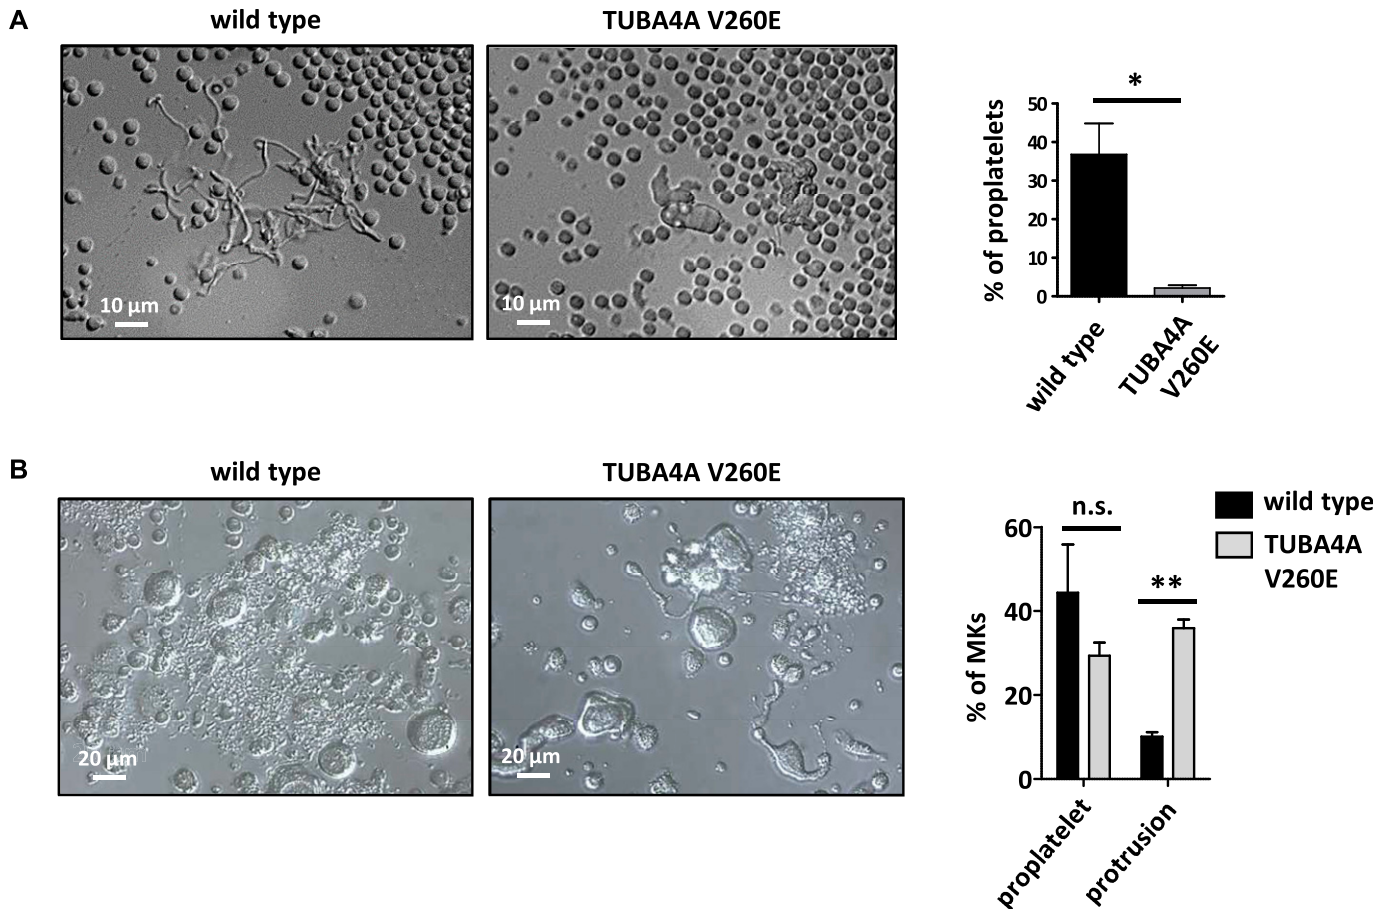 A
wild type
TUBA4A V260E
10 µm
10 µm
*
% of proplatelets
50
40
30
20
10
0
wild type
TUBA4A
V260E
B
wild type
TUBA4A V260E
20 µm
20 µm
n.s.
**
% of MKs
60
40
20
0
proplatelet
protrusion
wild type
TUBA4A
V260E